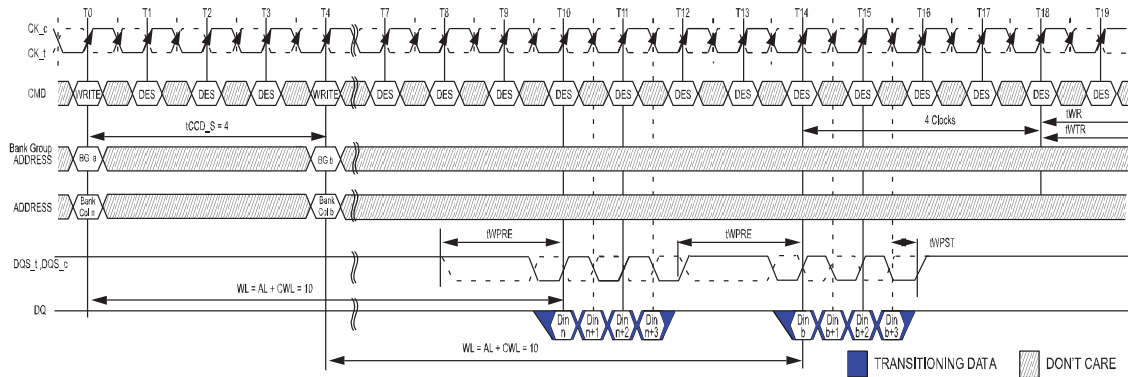 T0 T1 T2 T3 T4 T7 T8 T9 T10 T11 T12 T13 T14 T15 T16 T17 T18 T19
CK_c
CK_t
CMD WRITE DES DES DES WRITE DES DES DES DES DES DES DES DES DES DES DES DES DES
tCCD_S = 4 4 Clocks tWR
tWTR
Bank Group
ADDRESS BG a BG b
ADDRESS Bank Col n Bank Col b
tWPRE tWPRE tWPST
DQS_t,DQS_c
WL = AL + CWL = 10
DQ Din n Din n+1 Din n+2 Din n+3 Din b Din b+1 Din b+2 Din b+3
WL = AL + CWL = 10
TRANSITIONING DATA DON'T CARE